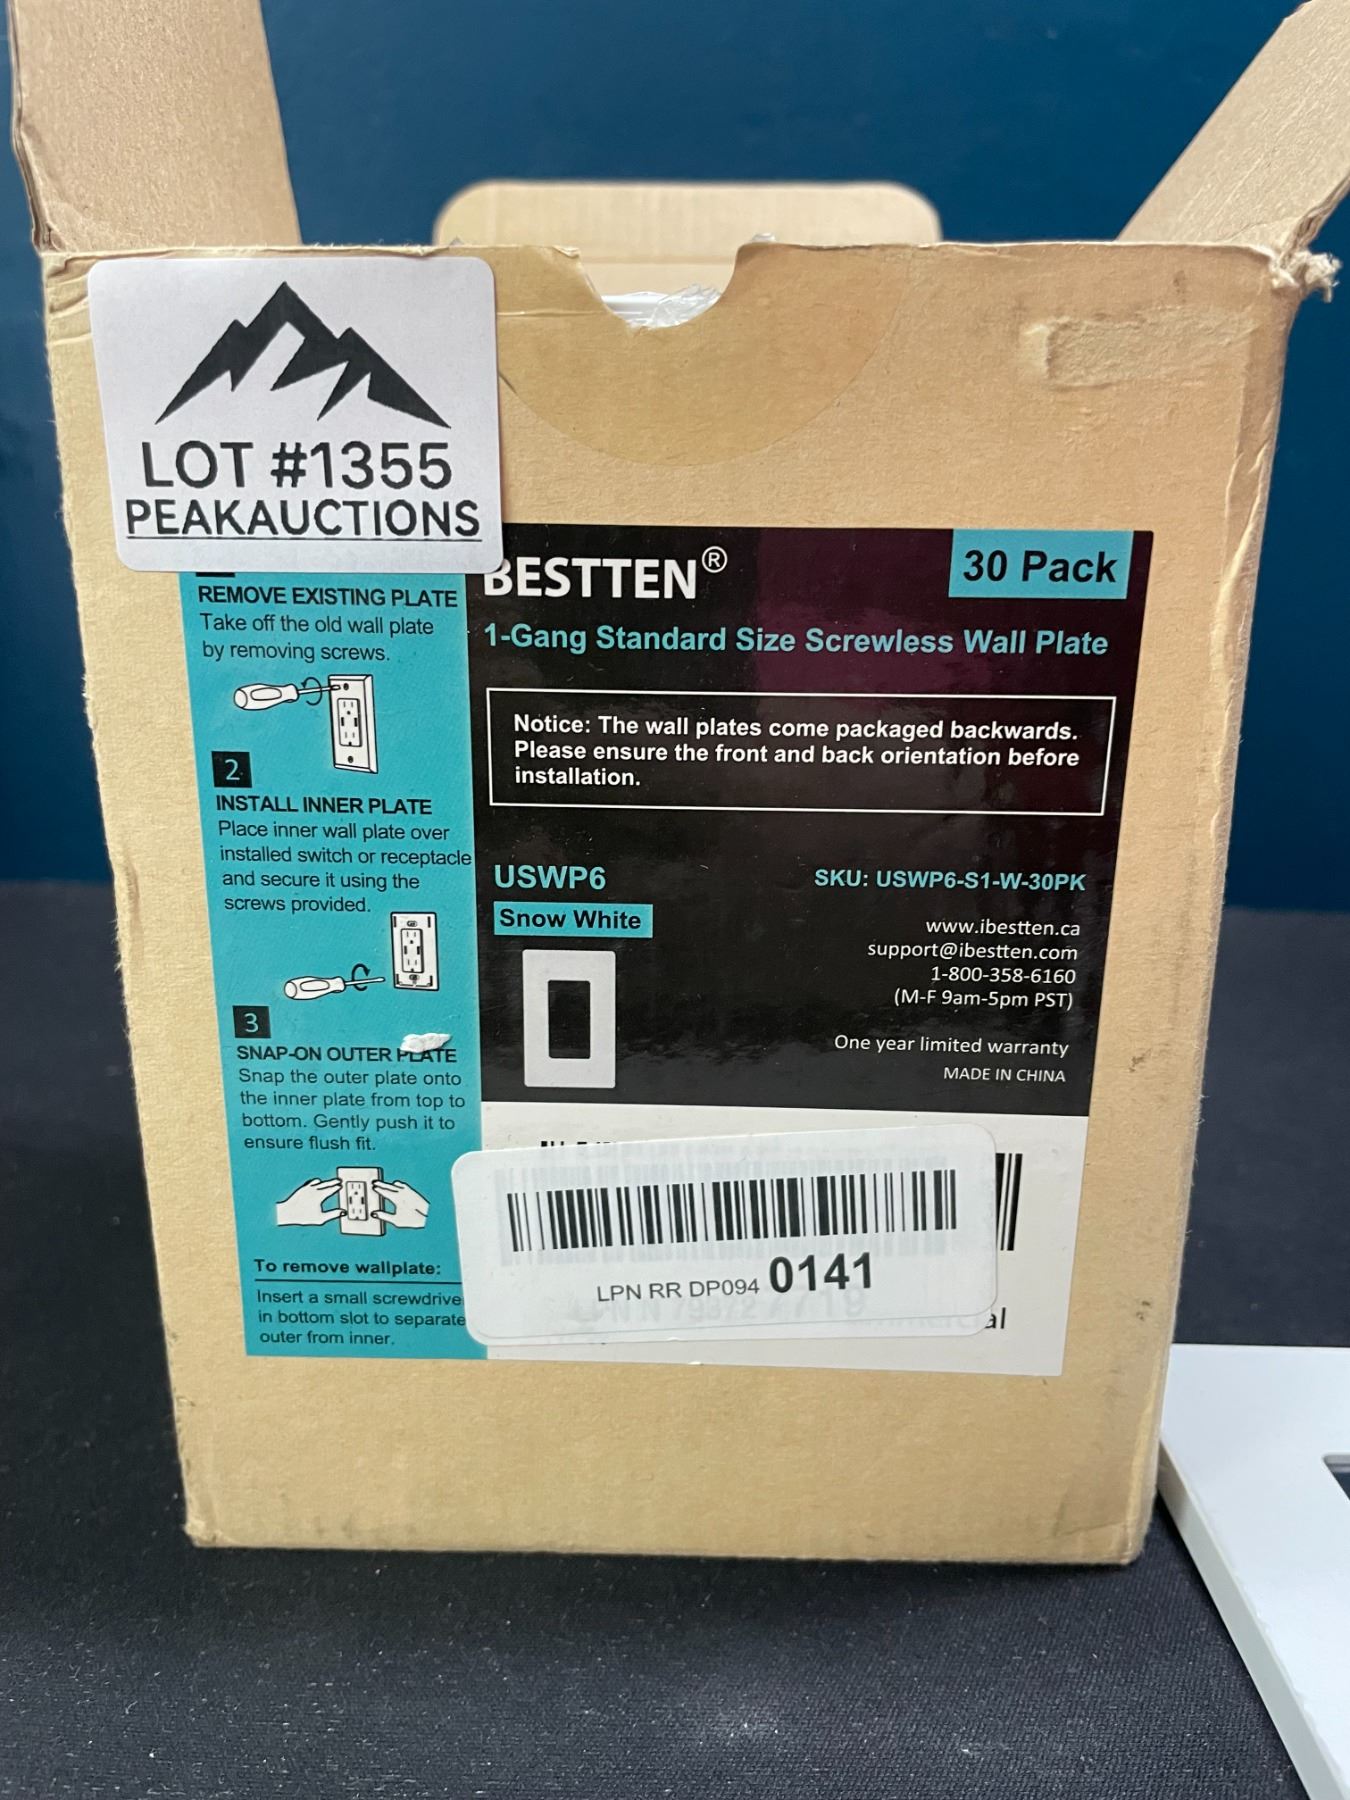 LOT #1355
PEAKAUCTIONS
REMOVE EXISTING PLATE
Take off the old wall plate
by removing screws.
2
INSTALL INNER PLATE
Place inner wall plate over
installed switch or receptacle
and secure it using the
screws provided.
3
SNAP-ON OUTER PLATE
Snap the outer plate onto
the inner plate from top to
bottom. Gently push it to
ensure flush fit.
To remove wallplate:
Insert a small screwdrive
in bottom slot to separate
outer from inner.
BESTTEN®
30 Pack
1-Gang Standard Size Screwless Wall Plate
Notice: The wall plates come packaged backwards.
Please ensure the front and back orientation before
installation.
USWP6
SKU: USWP6-S1-W-30PK
Snow White
www.ibestten.ca
support@ibestten.com
1-800-358-6160
(M-F 9am-5pm PST)
One year limited warranty
MADE IN CHINA
LPN RR DP094 0141